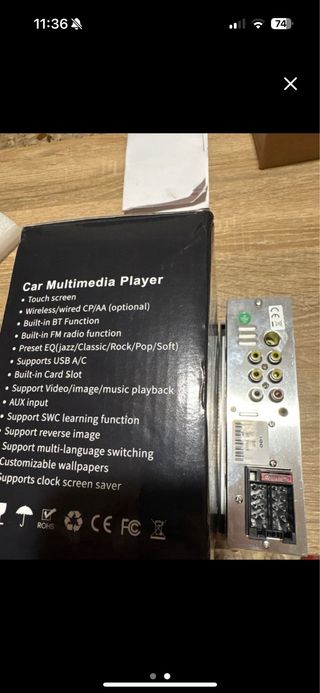 11:36
74
Car Multimedia Player
• Touch screen
• Wireless/wired CP/AA (optional)
• Built-in BT Function
• Built-in FM radio function
• Preset EQ(jazz/Classic/Rock/Pop/Soft)
• Supports USB A/C
• Built-in Card Slot
• Support Video/image/music playback
• AUX input
• Support SWC learning function
• Support reverse image
Support multi-language switching
Customizable wallpapers
Supports clock screen saver
ROHS
CE
FC
CE